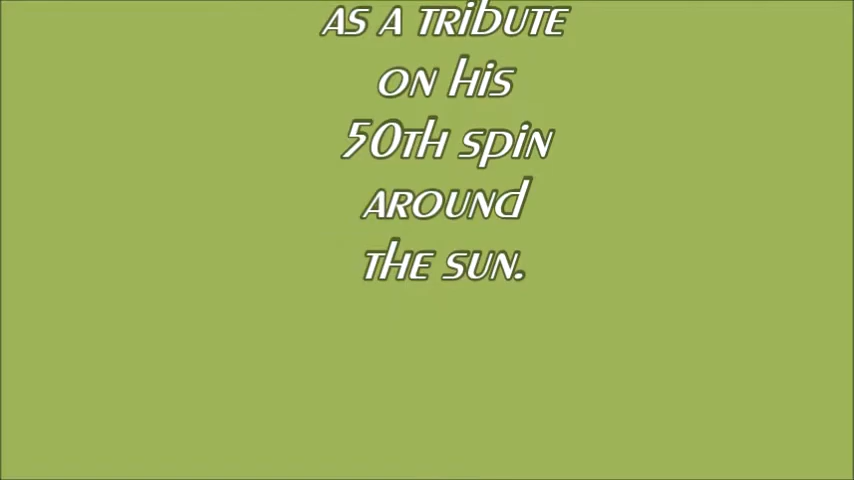 AS A TRIBUTE
ON HIS
50TH SPIN
AROUND
THE SUN.